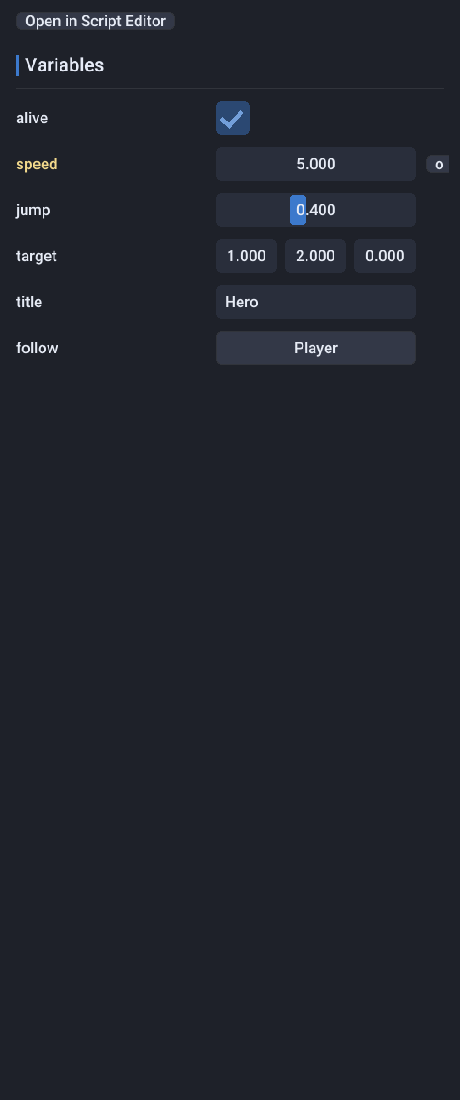 Open in Script Editor
Variables
alive
speed 5.000 o
jump 0.400
target 1.000 2.000 0.000
title Hero
follow Player